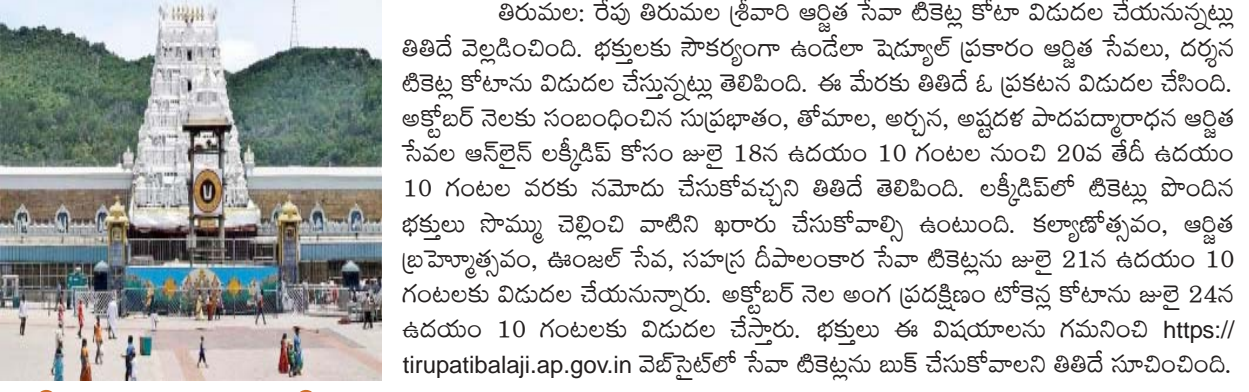 తిరుమల: రేపు తిరుమల శ్రీవారి ఆర్జిత సేవా టికెట్ల కోటా విడుదల చేయనున్నట్లు
తితిదే వెల్లడించింది. భక్తులకు సౌకర్యంగా ఉండేలా షెడ్యూల్ ప్రకారం ఆర్జిత సేవలు, దర్శన
టికెట్ల కోటాను విడుదల చేస్తున్నట్లు తెలిపింది. ఈ మేరకు తితిదే ఓ ప్రకటన విడుదల చేసింది.
అక్టోబర్ నెలకు సంబంధించిన సుప్రభాతం, తోమాల, అర్చన, అష్టదళ పాదపద్మారాధన ఆర్జిత
సేవల ఆన్‌లైన్ లక్కీడిప్ కోసం జులై 18న ఉదయం 10 గంటల నుంచి 20వ తేదీ ఉదయం
10 గంటల వరకు నమోదు చేసుకోవచ్చని తితిదే తెలిపింది. లక్కీడిప్‌లో టికెట్లు పొందిన
భక్తులు సొమ్ము చెల్లించి వాటిని ఖరారు చేసుకోవాల్సి ఉంటుంది. కల్యాణోత్సవం, ఆర్జిత
బ్రహ్మోత్సవం, ఊంజల్ సేవ, సహస్ర దీపాలంకార సేవా టికెట్లను జులై 21న ఉదయం 10
గంటలకు విడుదల చేయనున్నారు. అక్టోబర్ నెల అంగ ప్రదక్షిణం టోకెన్ల కోటాను జులై 24న
ఉదయం 10 గంటలకు విడుదల చేస్తారు. భక్తులు ఈ విషయాలను గమనించి https://
tirupatibalaji.ap.gov.in వెబ్‌సైట్‌లో సేవా టికెట్లను బుక్ చేసుకోవాలని తితిదే సూచించింది.